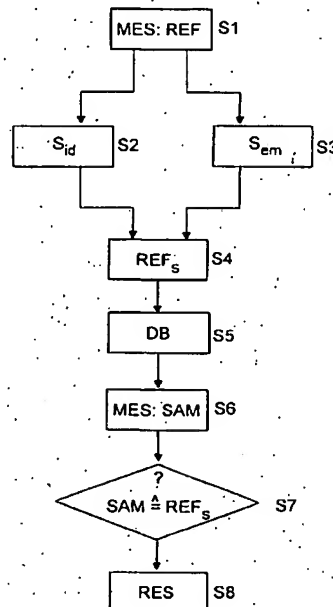 MES: REF S1
S_id S2
S_em i S3
REF_S S4
DB S5
MES: SAM S6
?
SAM ≙ REF_S S7
RES S8